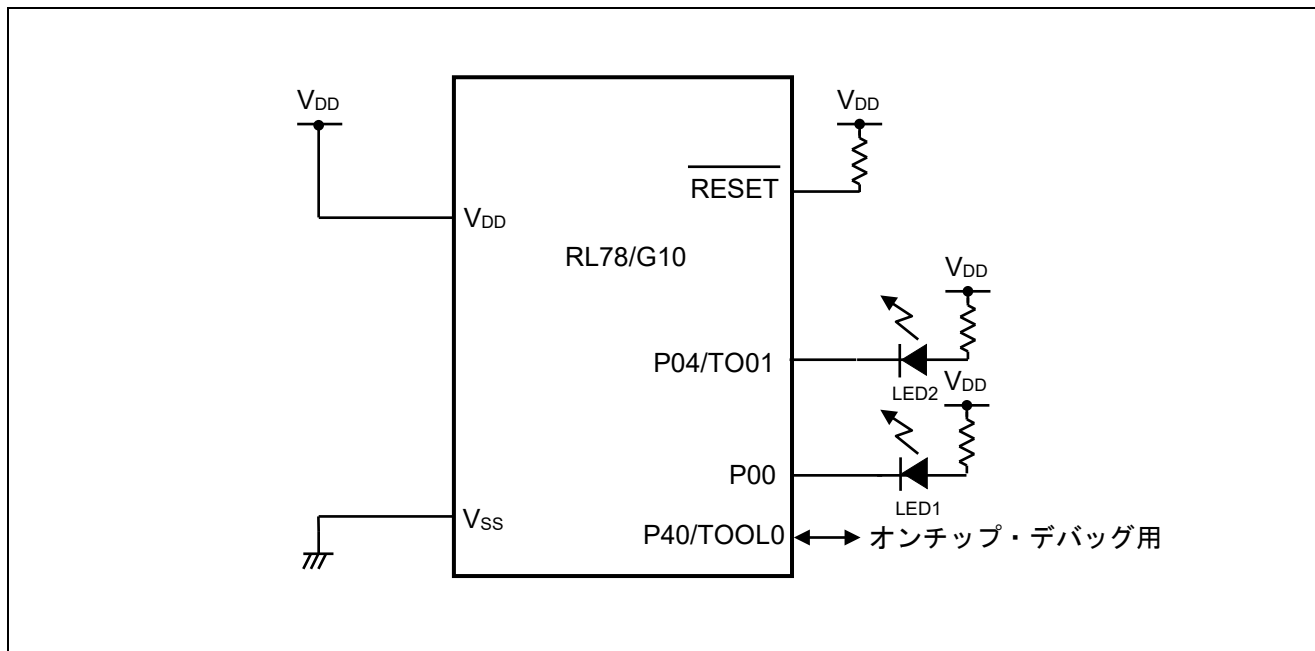 VDD
VDD
RESET
VDD
RL78/G10
VDD
P04/TO01
LED2
VDD
P00
LED1
VSS
P40/TOOL0
オンチップ・デバッグ用